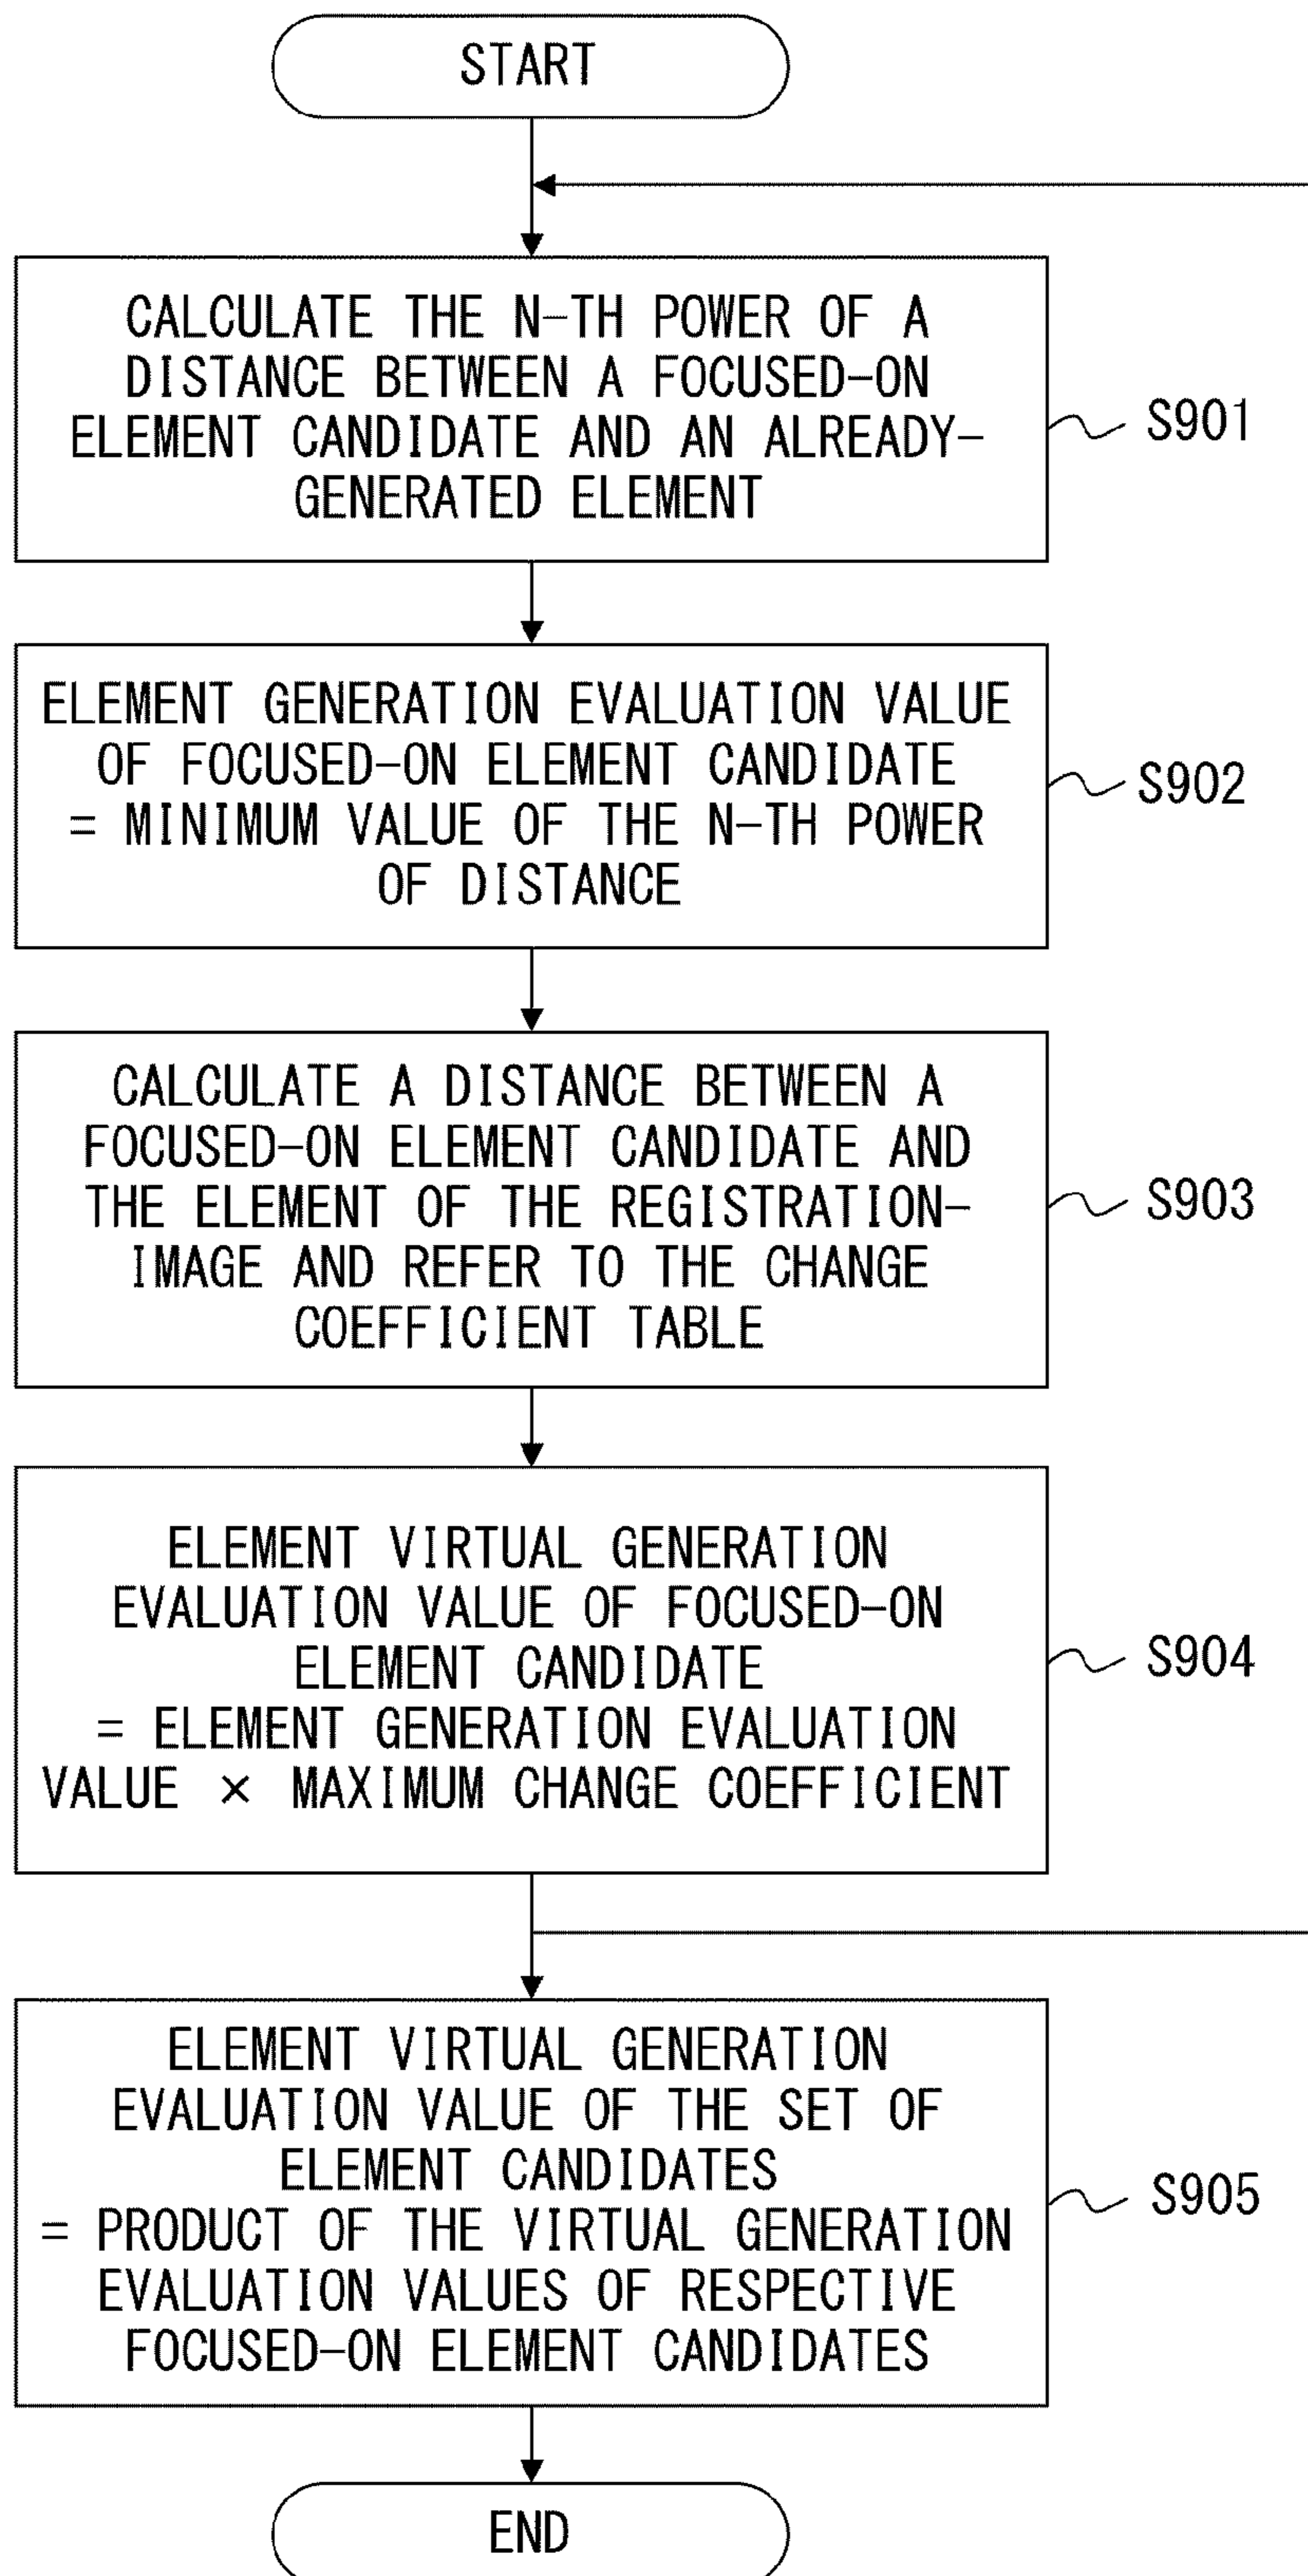 START
CALCULATE THE N-TH POWER OF A
DISTANCE BETWEEN A FOCUSED-ON
ELEMENT CANDIDATE AND AN ALREADY-
GENERATED ELEMENT
S901
ELEMENT GENERATION EVALUATION VALUE
OF FOCUSED-ON ELEMENT CANDIDATE
= MINIMUM VALUE OF THE N-TH POWER
OF DISTANCE
S902
CALCULATE A DISTANCE BETWEEN A
FOCUSED-ON ELEMENT CANDIDATE AND
THE ELEMENT OF THE REGISTRATION-
IMAGE AND REFER TO THE CHANGE
COEFFICIENT TABLE
S903
ELEMENT VIRTUAL GENERATION
EVALUATION VALUE OF FOCUSED-ON
ELEMENT CANDIDATE
= ELEMENT GENERATION EVALUATION
VALUE × MAXIMUM CHANGE COEFFICIENT
S904
ELEMENT VIRTUAL GENERATION
EVALUATION VALUE OF THE SET OF
ELEMENT CANDIDATES
= PRODUCT OF THE VIRTUAL GENERATION
EVALUATION VALUES OF RESPECTIVE
FOCUSED-ON ELEMENT CANDIDATES
S905
END